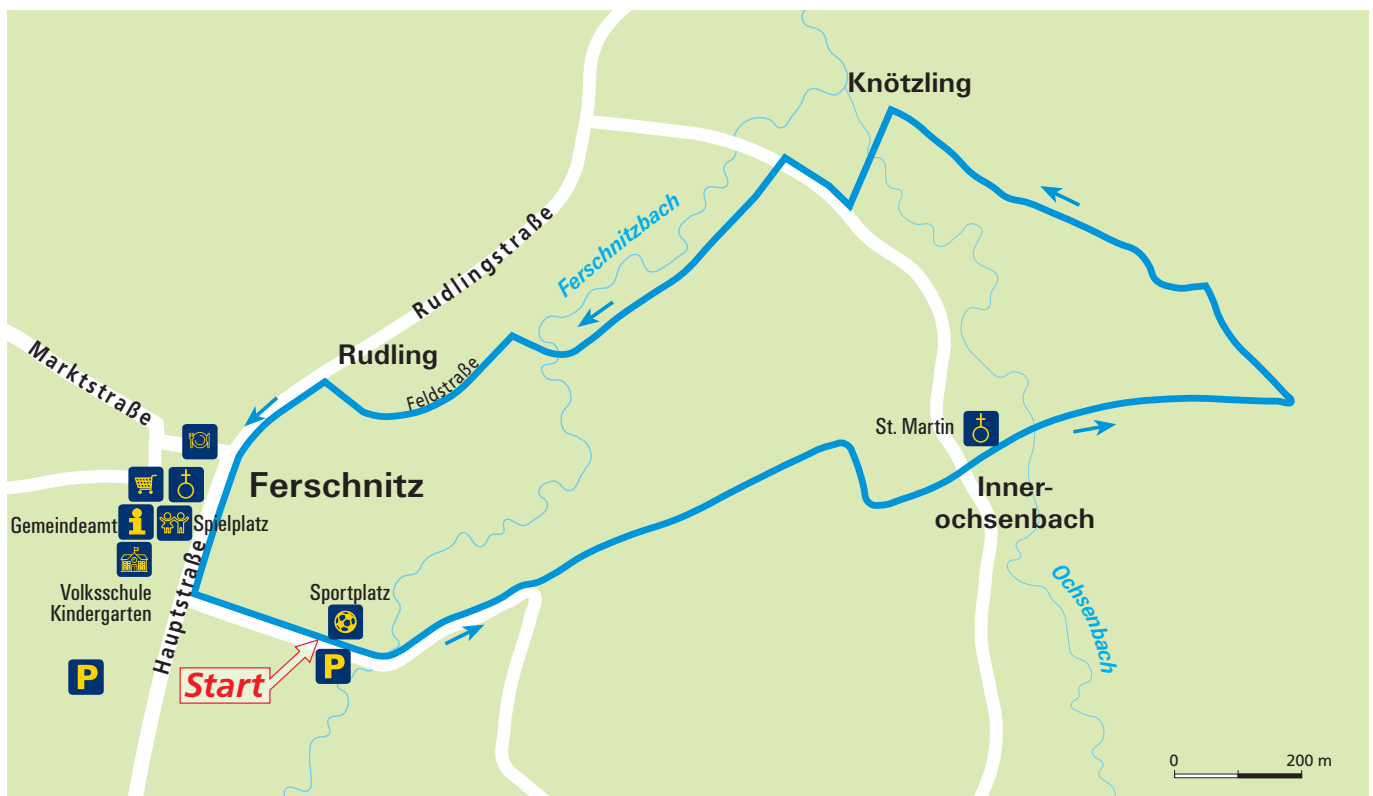 Knötzling
Ferschnitzbach
Rudlingstraße
Rudling
Marktstraße
Feldstraße
St. Martin
Ferschnitz
Inner-
ochsenbach
Gemeindeamt
i
Spielplatz
Volksschule
Kindergarten
Hauptstraße
Sportplatz
Ochsenbach
P
P
Start
0 200 m